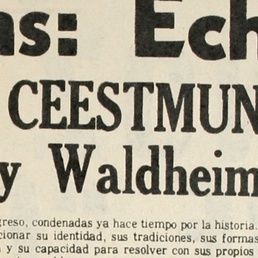 as: Ech
CEESTMUN
y Waldheim
greso, condenadas ya hace tiempo por la historia.
cionar su identidad, sus tradiciones, sus formas
y su capacidad para resolver con sus propios